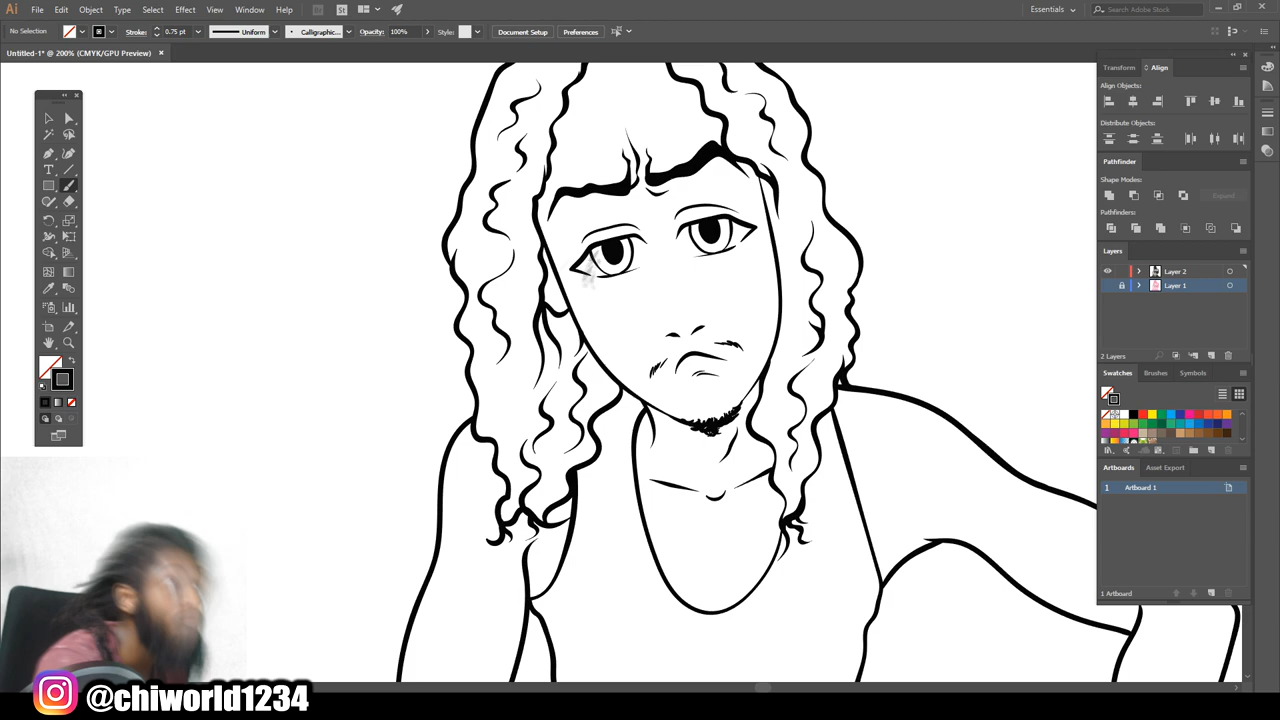 Ai File Edit Object Type Select Effect View Window Help Br St Essentials Search Adobe Stock
No Selection Stroke: 0.75 pt Uniform Calligraphic... Opacity: 100% Style: Document Setup Preferences
Untitled-1* @ 200% (CMYK/GPU Preview) ×
Transform Align
Align Objects:
Distribute Objects:
Pathfinder
Shape Modes:
Expand
Pathfinders:
Layers
Layer 2
Layer 1
2 Layers
Swatches Brushes Symbols
Artboards Asset Export
1 Artboard 1
1 Artboard
@chiworld1234